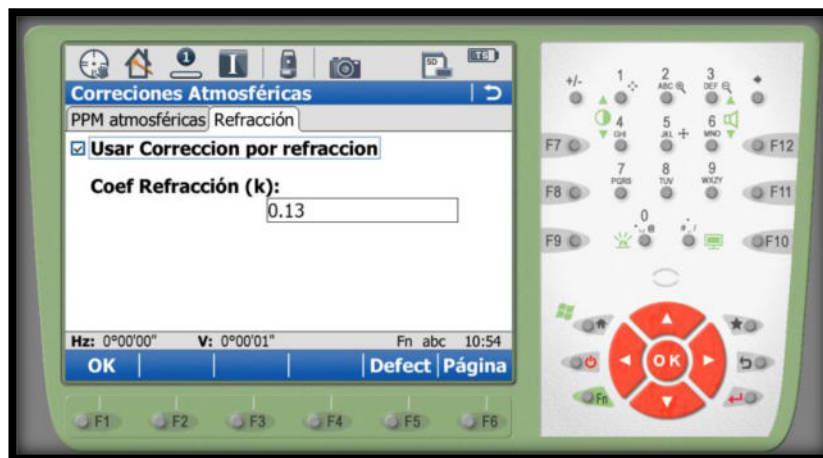 1 I SD TS
Correciones Atmosféricas
PPM atmosféricas Refracción
Usar Correccion por refraccion
Coef Refracción (k):
0.13
Hz: 0°00'00" V: 0°00'01" Fn abc 10:54
OK Defect Página
F1 F2 F3 F4 F5 F6
+/- 1 2 ABC 3 DEF
4 GHI 5 JKL 6 MNO
F7 F12
7 PQRS 8 TUV 9 WXZY
F8 F11
0
F9 F10
OK
Fn